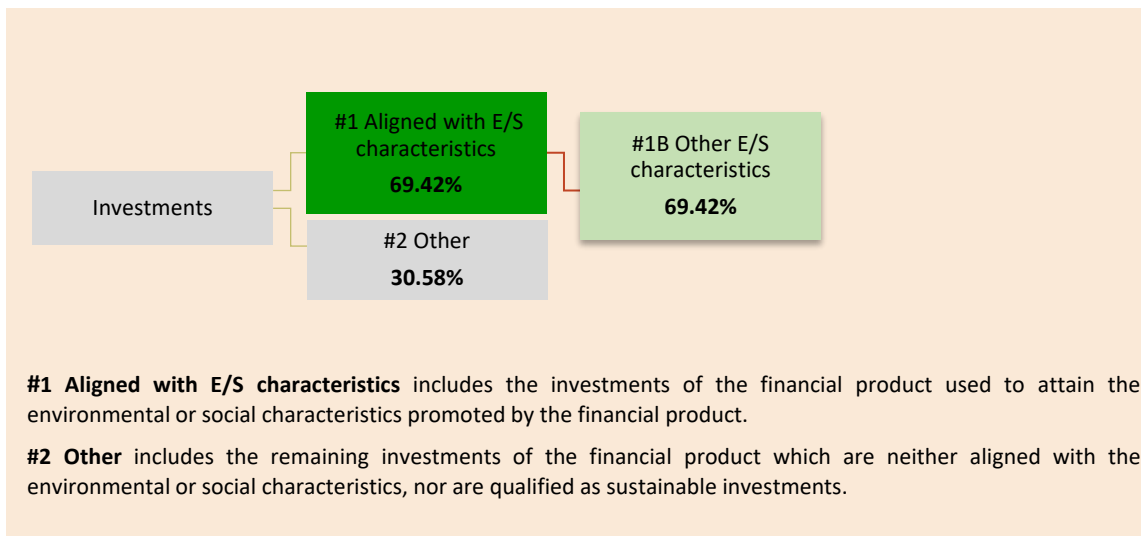 #1 Aligned with E/S
characteristics
69.42%
#1B Other E/S
characteristics
69.42%
Investments
#2 Other
30.58%
#1 Aligned with E/S characteristics includes the investments of the financial product used to attain the
environmental or social characteristics promoted by the financial product.
#2 Other includes the remaining investments of the financial product which are neither aligned with the
environmental or social characteristics, nor are qualified as sustainable investments.